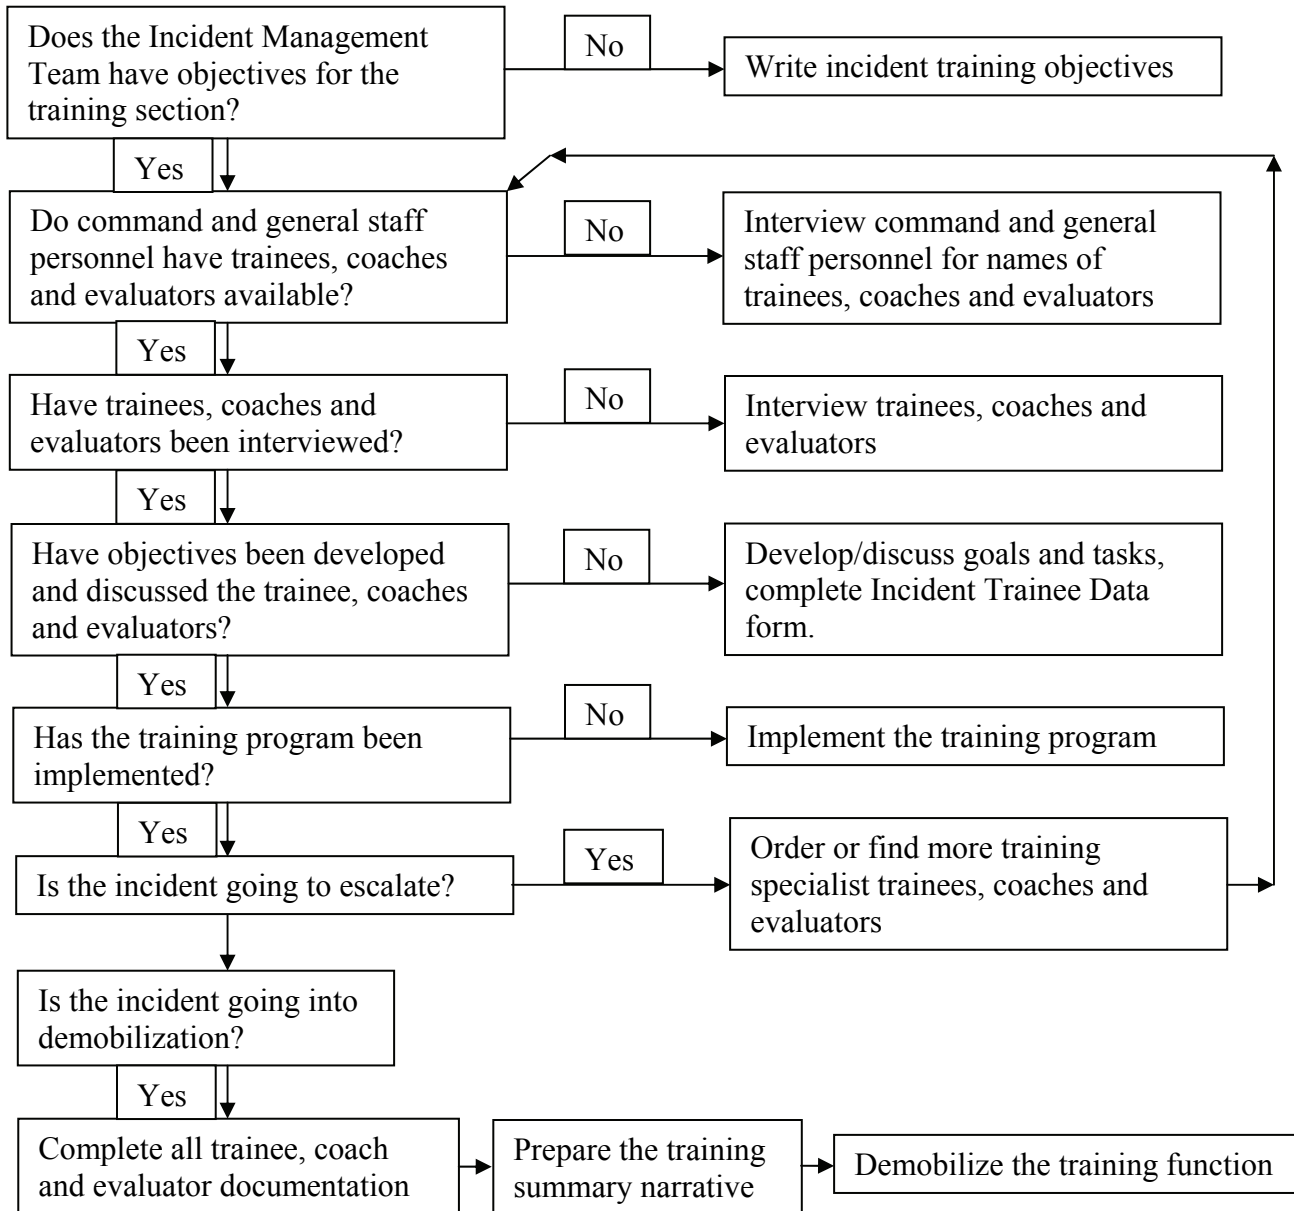 Does the Incident Management
Team have objectives for the
training section?
No
Write incident training objectives
Yes
Do command and general staff
personnel have trainees, coaches
and evaluators available?
No
Interview command and general
staff personnel for names of
trainees, coaches and evaluators
Yes
Have trainees, coaches and
evaluators been interviewed?
No
Interview trainees, coaches and
evaluators
Yes
Have objectives been developed
and discussed the trainee, coaches
and evaluators?
No
Develop/discuss goals and tasks,
complete Incident Trainee Data
form.
Yes
Has the training program been
implemented?
No
Implement the training program
Yes
Is the incident going to escalate?
Yes
Order or find more training
specialist trainees, coaches and
evaluators
Is the incident going into
demobilization?
Yes
Complete all trainee, coach
and evaluator documentation
Prepare the training
summary narrative
Demobilize the training function